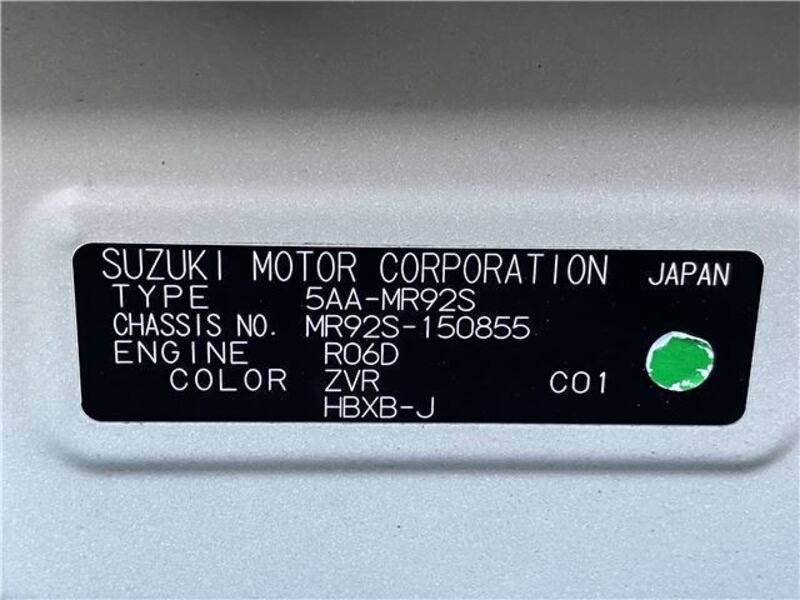 SUZUKI MOTOR CORPORATION JAPAN
TYPE 5AA-MR92S
CHASSIS NO. MR92S-150855
ENGINE R06D
COLOR ZVR C01
HBXB-J